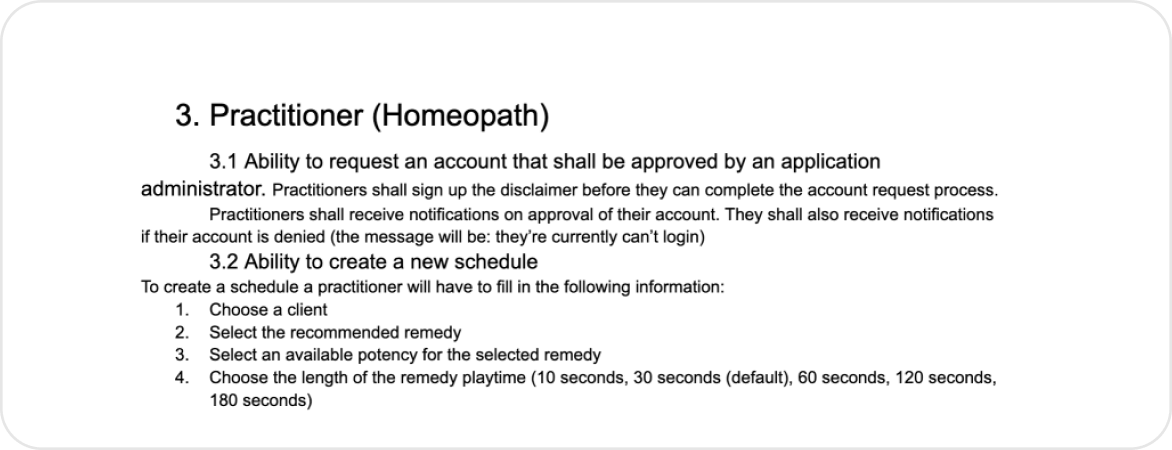 3. Practitioner (Homeopath)
3.1 Ability to request an account that shall be approved by an application
administrator. Practitioners shall sign up the disclaimer before they can complete the account request process.
Practitioners shall receive notifications on approval of their account. They shall also receive notifications
if their account is denied (the message will be: they're currently can't login)
3.2 Ability to create a new schedule
To create a schedule a practitioner will have to fill in the following information:
1. Choose a client
2. Select the recommended remedy
3. Select an available potency for the selected remedy
4. Choose the length of the remedy playtime (10 seconds, 30 seconds (default), 60 seconds, 120 seconds,
180 seconds)